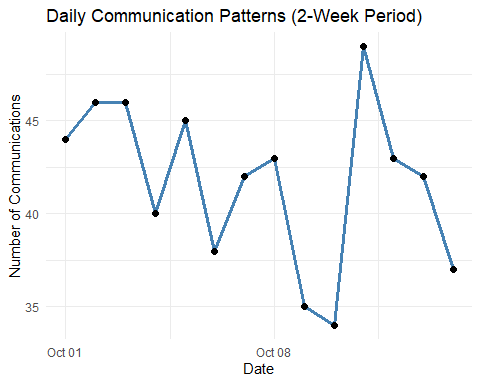 Daily Communication Patterns (2-Week Period)
Number of Communications
45
40
35
Oct 01
Oct 08
Date